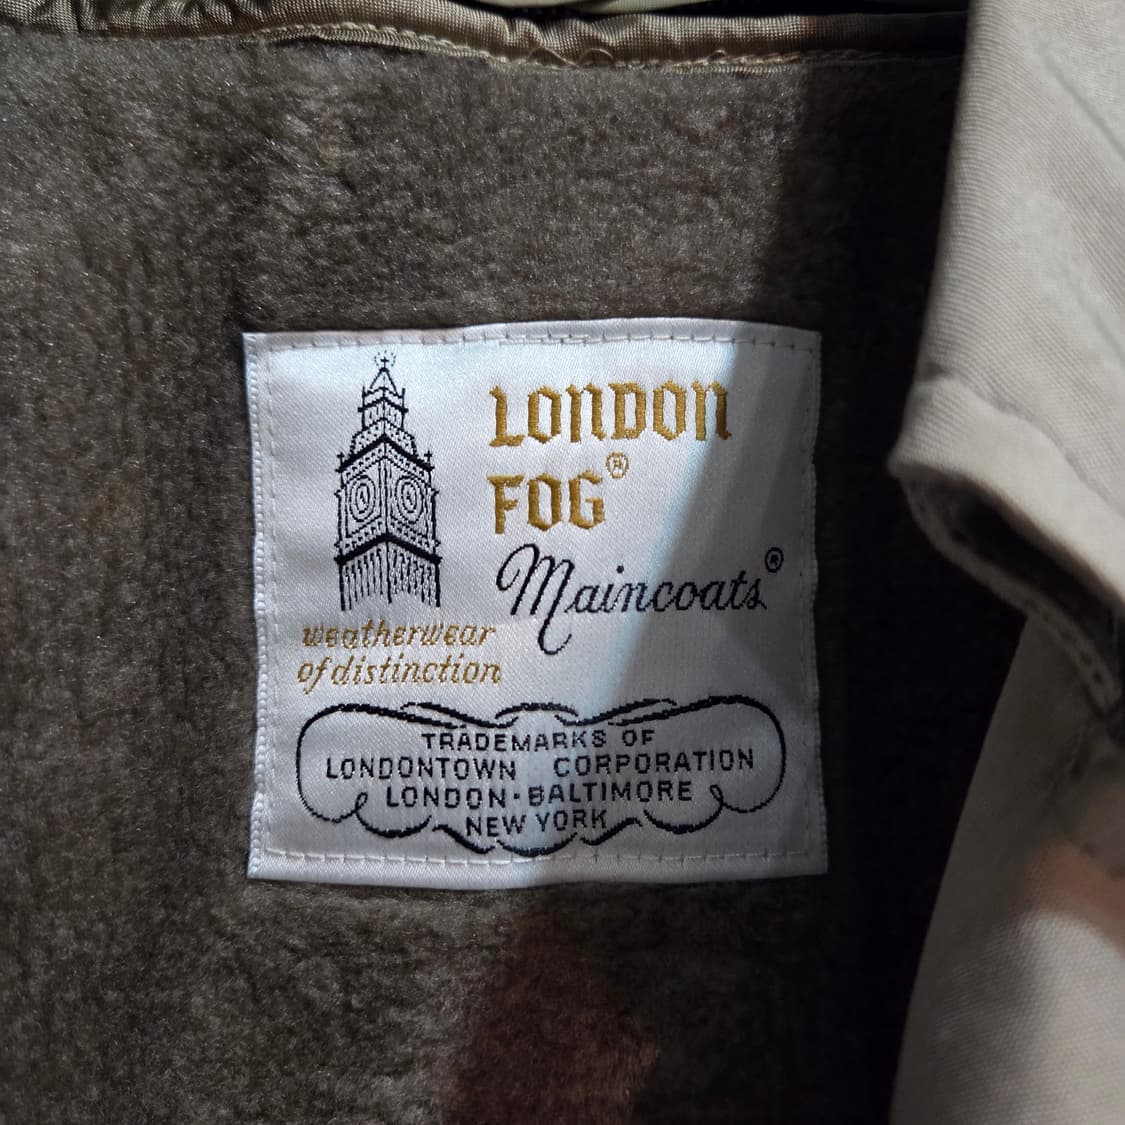 LONDON
FOG®
Maincoats®
weatherwear
of distinction
TRADEMARKS OF
LONDONTOWN CORPORATION
LONDON · BALTIMORE
NEW YORK